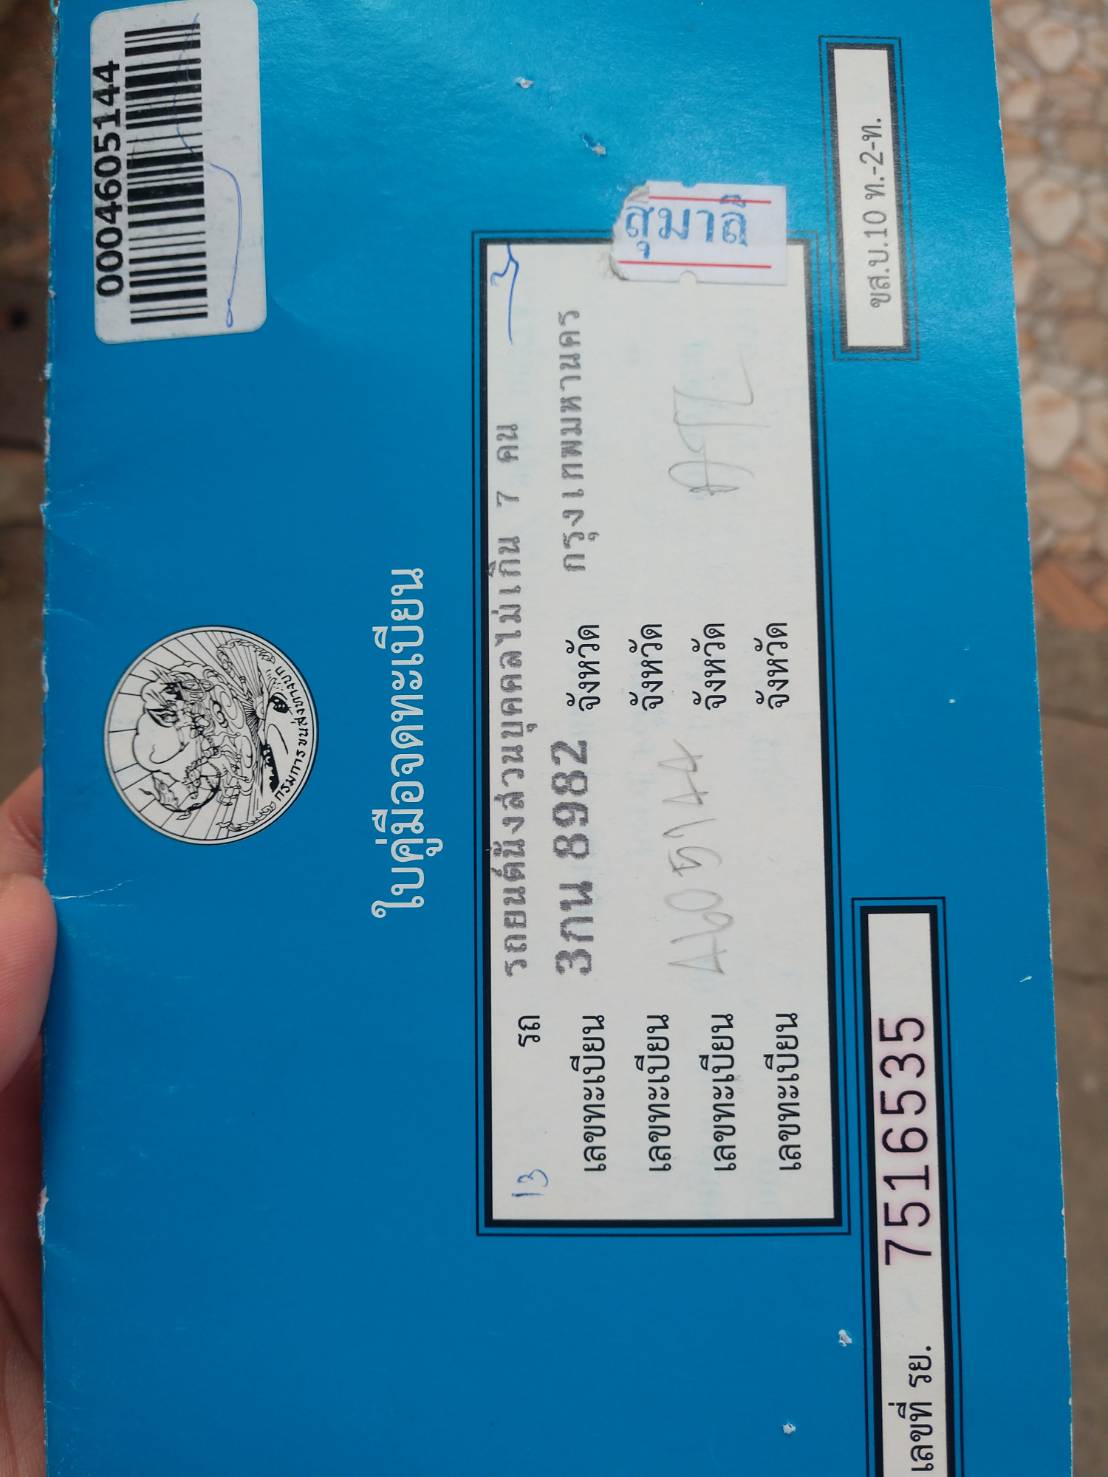 0004605144
กรมการขนส่งทางบก
ใบคู่มือจดทะเบียน
13 รถ รถยนต์นั่งส่วนบุคคลไม่เกิน 7 คน
เลขทะเบียน 3กน 8982 จังหวัด กรุงเทพมหานคร
เลขทะเบียน จังหวัด
เลขทะเบียน จังหวัด
เลขทะเบียน จังหวัด
สุมาลี
เลขที่ รย. 7516535
ขส.บ.10 ท.-2-ท.